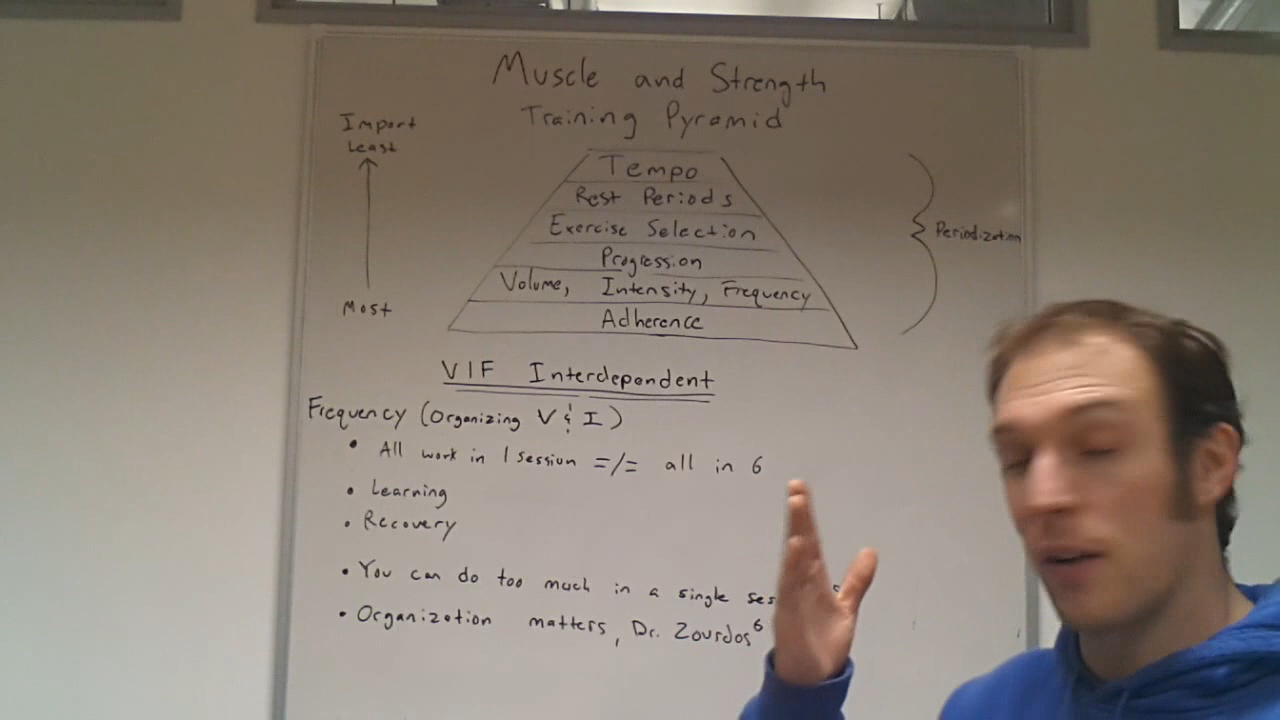 Muscle and Strength
Training Pyramid
Import
Least
Most
Tempo
Rest Periods
Exercise Selection
Progression
Volume, Intensity, Frequency
Adherence
Periodization
VIF Interdependent
Frequency (Organizing V & I)
• All work in 1 session =/= all in 6
• Learning
• Recovery
• You can do too much in a single
• Organization matters, Dr. Zourdos⁶